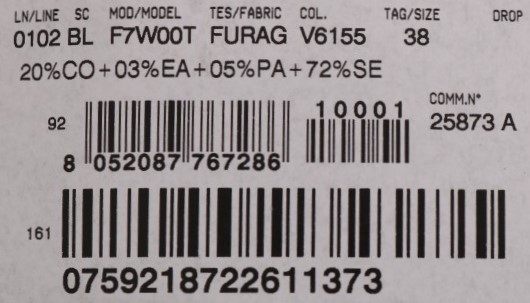 LN/LINE SC MOD/MODEL TES/FABRIC COL. TAG/SIZE DROP
0102 BL F7W00T FURAG V6155 38
20%CO+03%EA+05%PA+72%SE
10001 COMM.N°
92 25873 A
8 052087 767286
161
0759218722611373